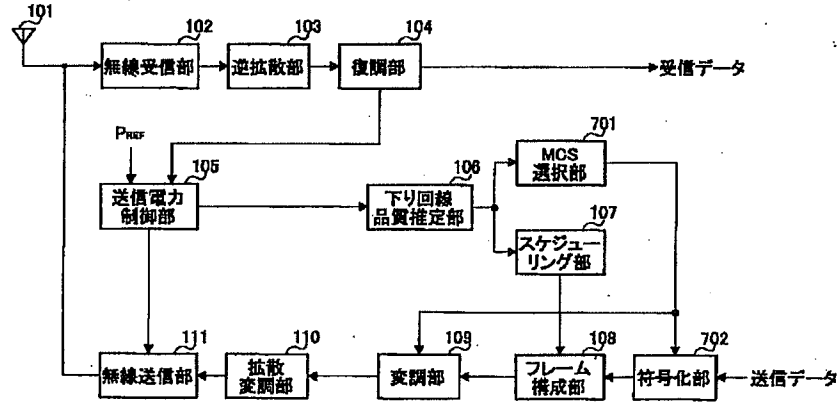 101
102
無線受信部
103
逆拡散部
104
復調部
受信データ
PREF
105
送信電力
制御部
106
下り回線
品質推定部
701
MCS
選択部
107
スケジュー
リング部
111
無線送信部
110
拡散
変調部
109
変調部
108
フレーム
構成部
702
符号化部
送信データ